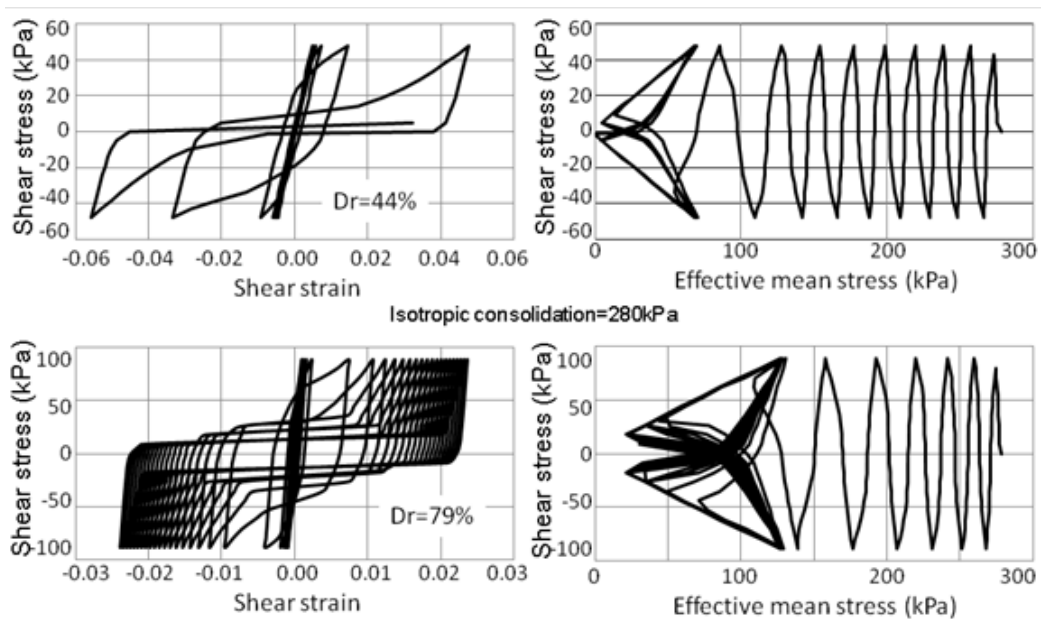 Shear stress (kPa)
60
40
20
0
-20
-40
-60
-0.06 -0.04 -0.02 0.00 0.02 0.04 0.06
Shear strain
Dr=44%
Shear stress (kPa)
60
40
20
0
-20
-40
-60
0 100 200 300
Effective mean stress (kPa)
Isotropic consolidation=280kPa
Shear stress (kPa)
100
50
0
-50
-100
-0.03 -0.02 0.01 0.00 0.01 0.02 0.03
Shear strain
Dr=79%
Shear stress (kPa)
100
50
0
-50
-100
0 100 200 300
Effective mean stress (kPa)